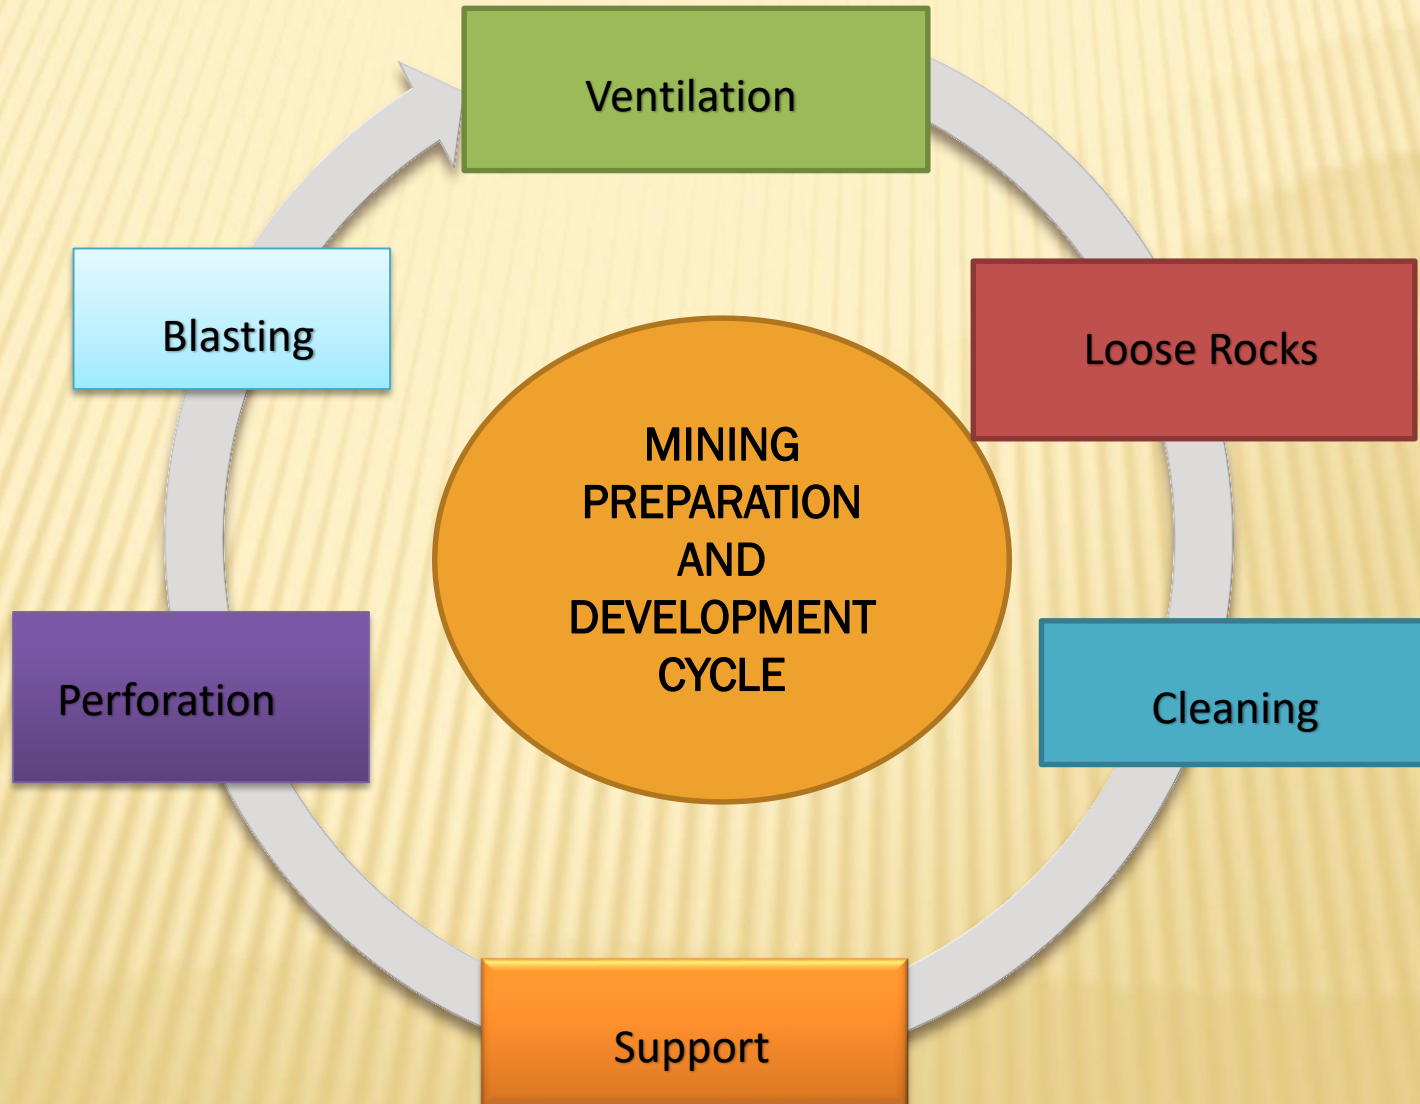 Ventilation
Loose Rocks
Cleaning
Support
Perforation
Blasting
MINING
PREPARATION
AND
DEVELOPMENT
CYCLE